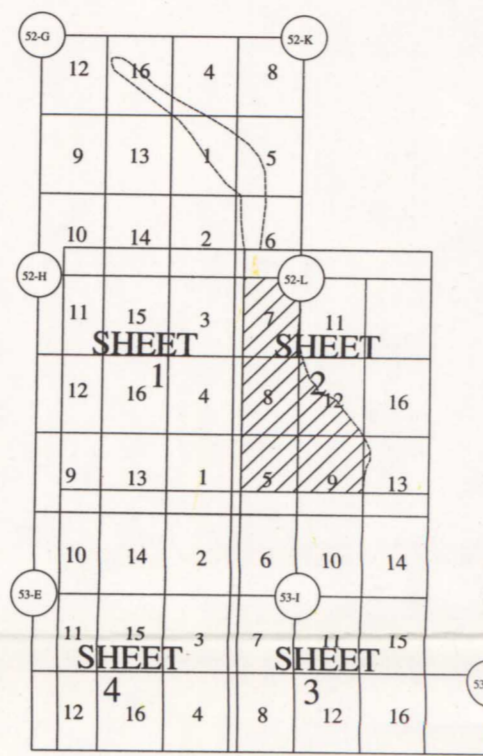 52-G 52-K
12 16 4 8
9 13 1 5
10 14 2 6
52-H 52-L
11 15 3 7 11
SHEET 1 SHEET 2
12 16 4 8 12 16
9 13 1 5 9 13
10 14 2 6 10 14
53-E 53-I
11 15 3 7 11 15
SHEET 4 SHEET 3
12 16 4 8 12 16